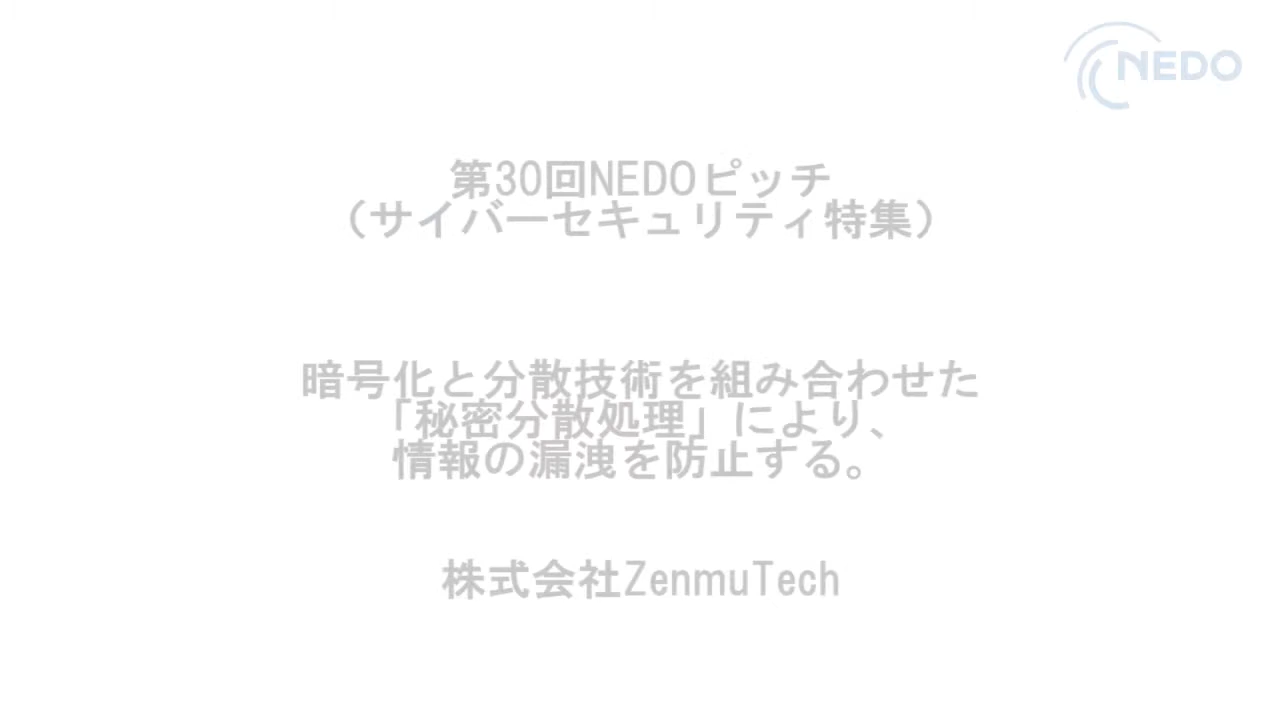 NEDO
第30回NEDOピッチ
（サイバーセキュリティ特集）
暗号化と分散技術を組み合わせた
「秘密分散処理」により、
情報の漏洩を防止する。
株式会社ZenmuTech